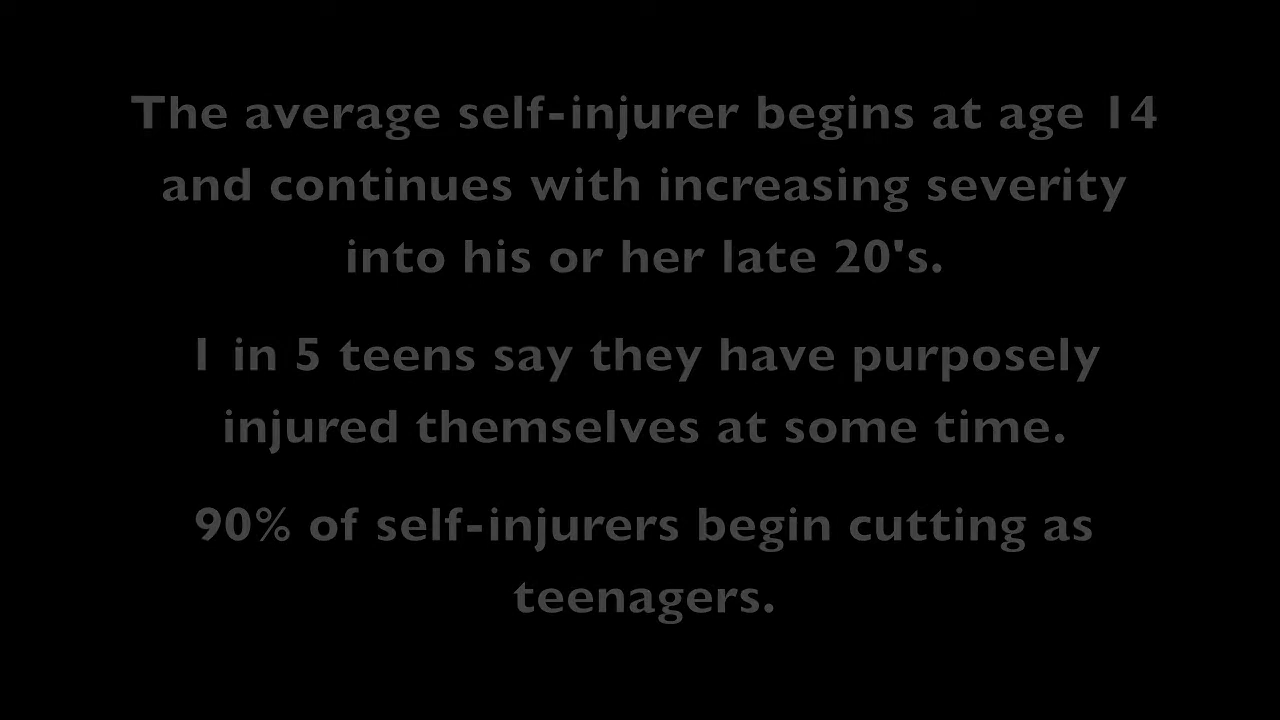 The average self-injurer begins at age 14
and continues with increasing severity
into his or her late 20's.
1 in 5 teens say they have purposely
injured themselves at some time.
90% of self-injurers begin cutting as
teenagers.